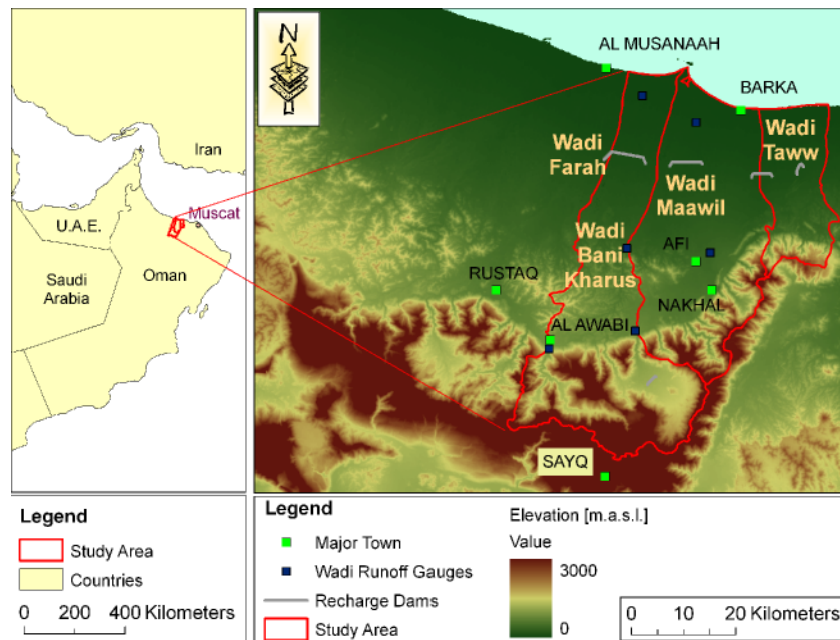 Iran
U.A.E.
Muscat
Saudi
Arabia
Oman
Legend
Study Area
Countries
0 200 400 Kilometers
N
AL MUSANAAH
BARKA
Wadi
Farah
Wadi
Taww
Wadi
Maawil
Wadi
Bani
Kharus
AFI
RUSTAQ
NAKHAL
AL AWABI
SAYQ
Legend
Major Town
Wadi Runoff Gauges
Recharge Dams
Study Area
Elevation [m.a.s.l.]
Value
3000
0
0 10 20 Kilometers